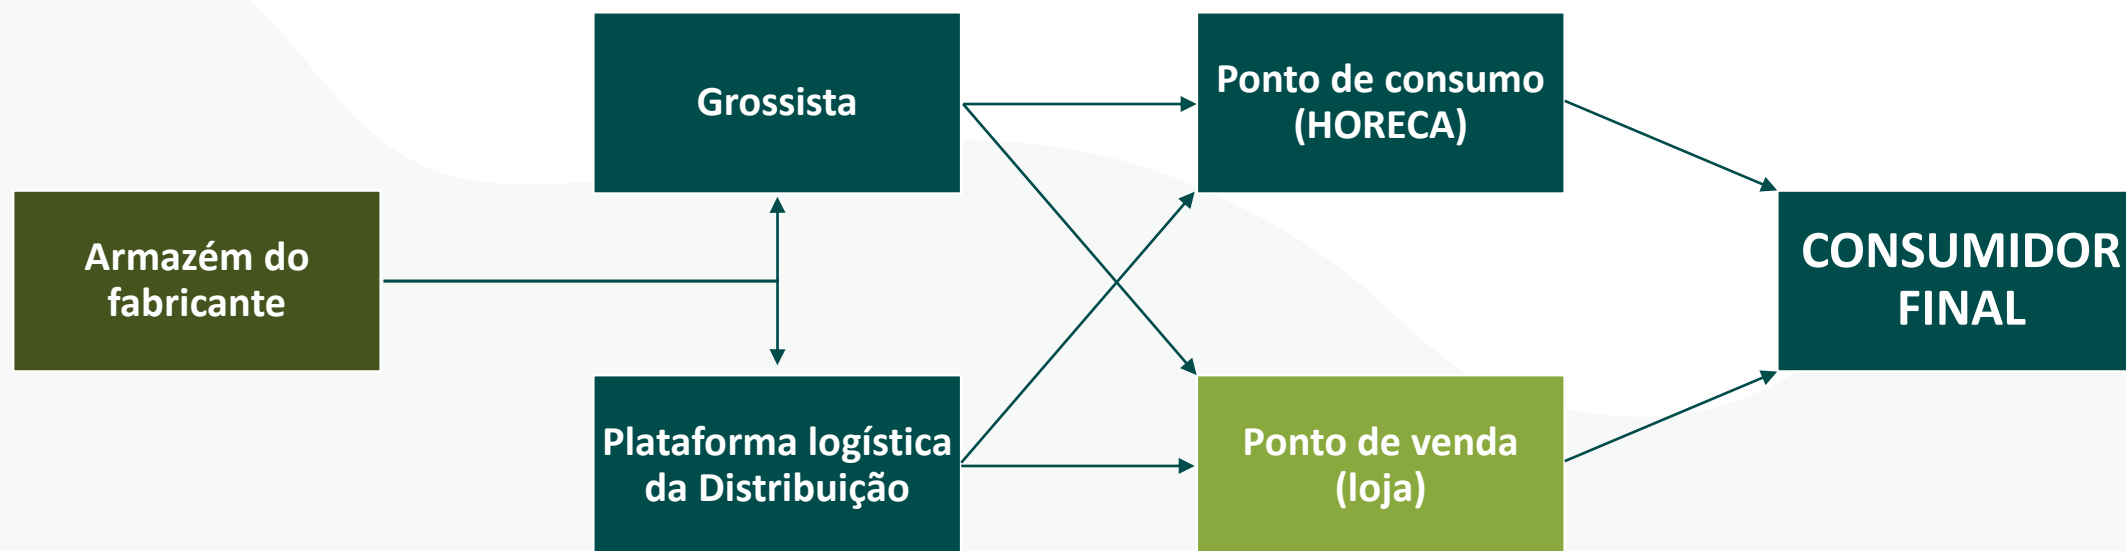 Armazém do
fabricante
Grossista
Plataforma logística
da Distribuição
Ponto de consumo
(HORECA)
Ponto de venda
(loja)
CONSUMIDOR
FINAL